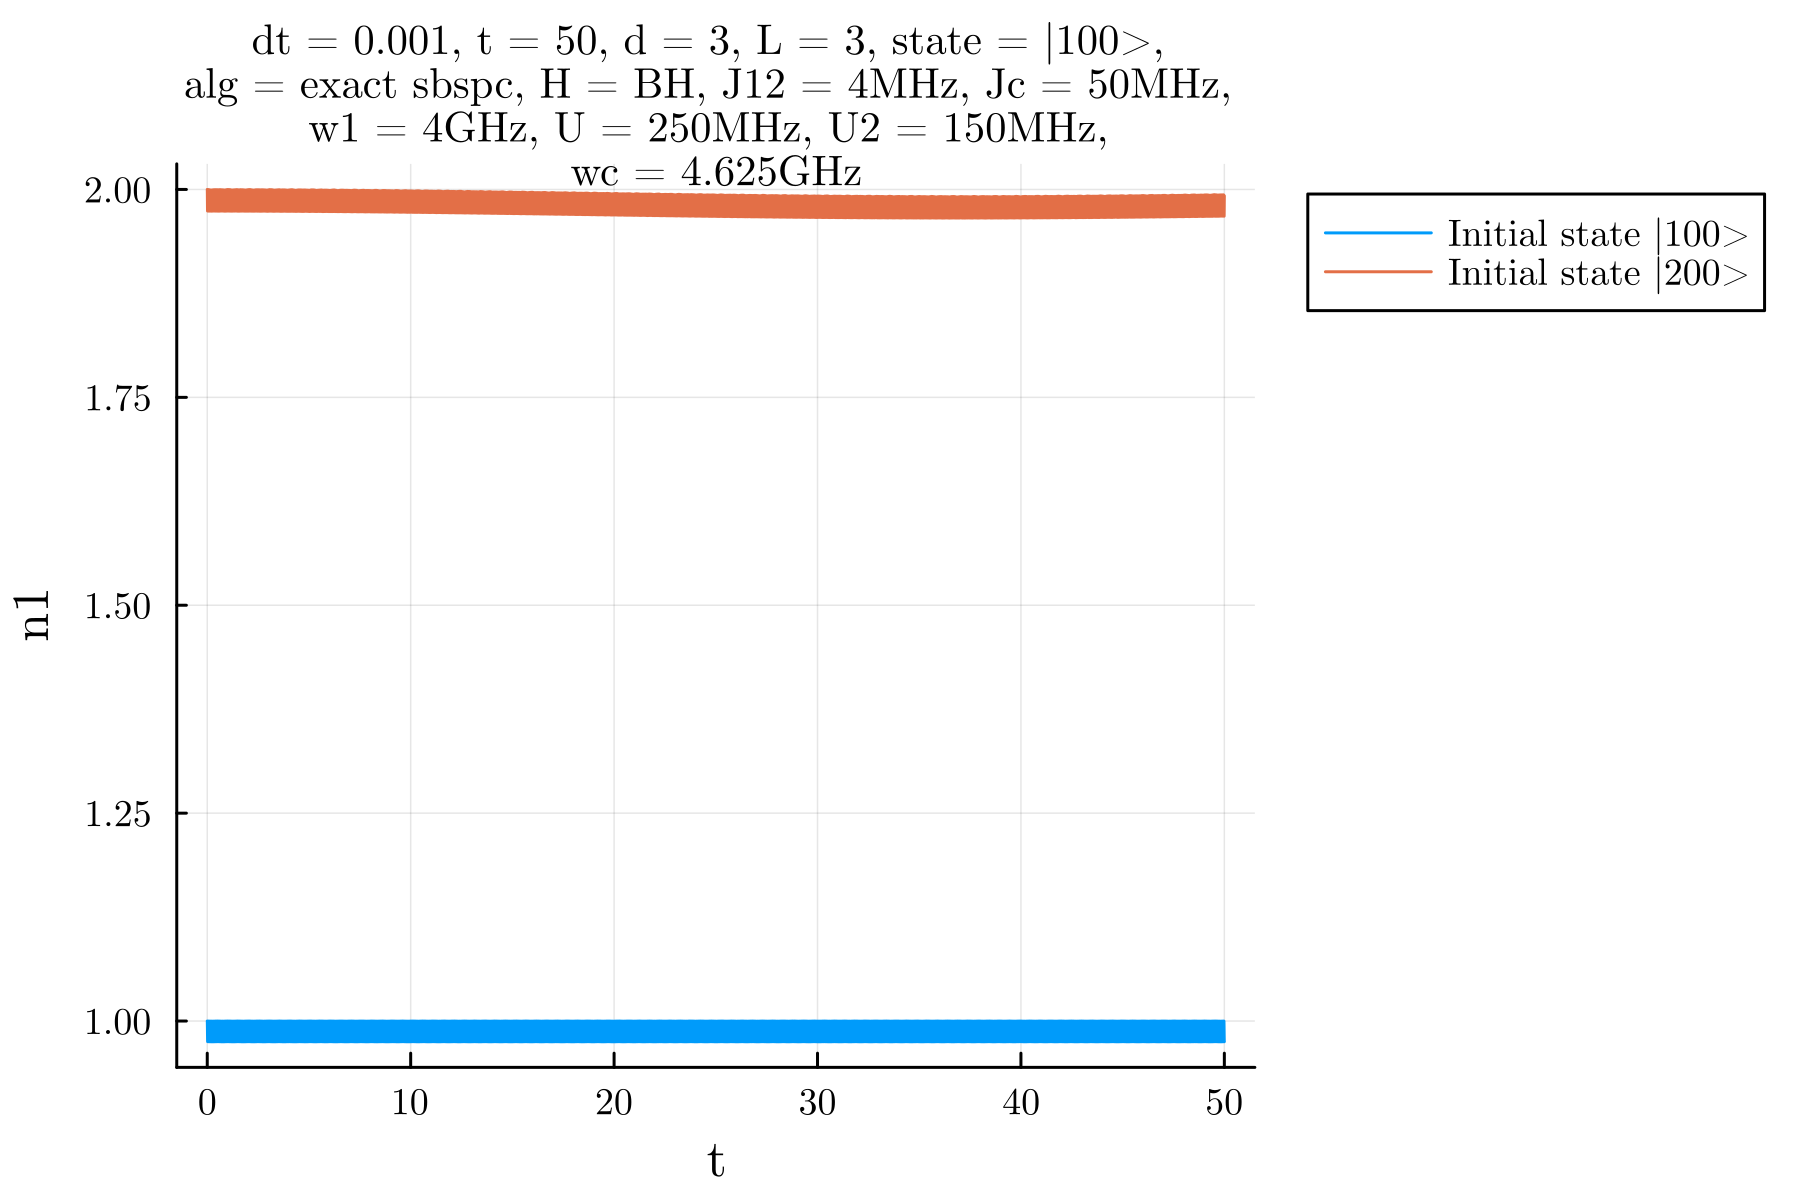 dt = 0.001, t = 50, d = 3, L = 3, state = |100>,
alg = exact sbspc, H = BH, J12 = 4MHz, Jc = 50MHz,
w1 = 4GHz, U = 250MHz, U2 = 150MHz,
wc = 4.625GHz
2.00
1.75
1.50
1.25
1.00
n1
0 10 20 30 40 50
t
Initial state |100>
Initial state |200>